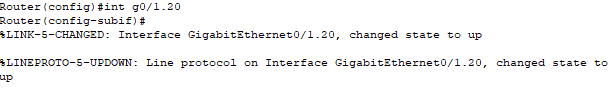 Router(config)#int g0/1.20
Router(config-subif)#
%LINK-5-CHANGED: Interface GigabitEthernet0/1.20, changed state to up
%LINEPROTO-5-UPDOWN: Line protocol on Interface GigabitEthernet0/1.20, changed state to
up